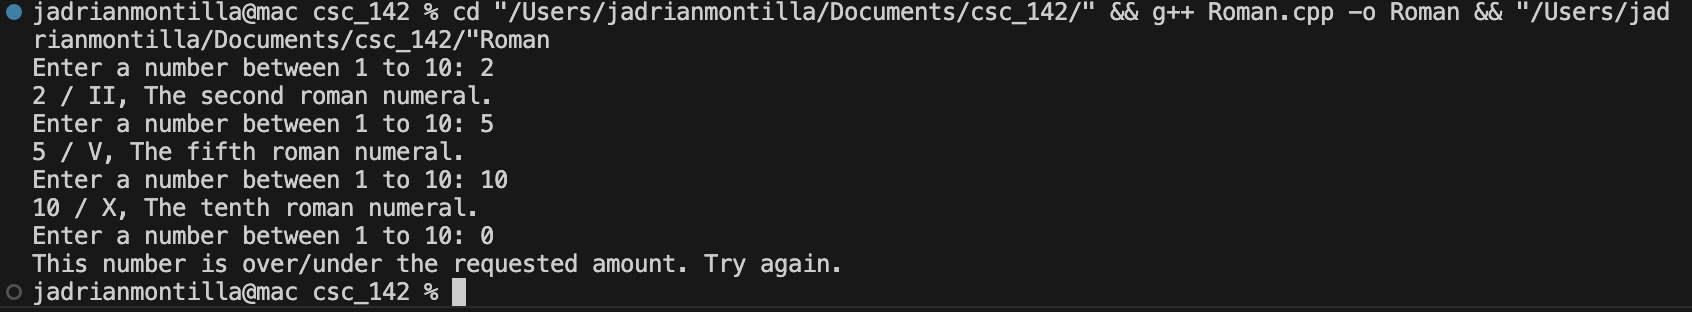 jadrianmontilla@mac csc_142 % cd "/Users/jadrianmontilla/Documents/csc_142/" && g++ Roman.cpp -o Roman && "/Users/jad
rianmontilla/Documents/csc_142/"Roman
Enter a number between 1 to 10: 2
2 / II, The second roman numeral.
Enter a number between 1 to 10: 5
5 / V, The fifth roman numeral.
Enter a number between 1 to 10: 10
10 / X, The tenth roman numeral.
Enter a number between 1 to 10: 0
This number is over/under the requested amount. Try again.
jadrianmontilla@mac csc_142 %